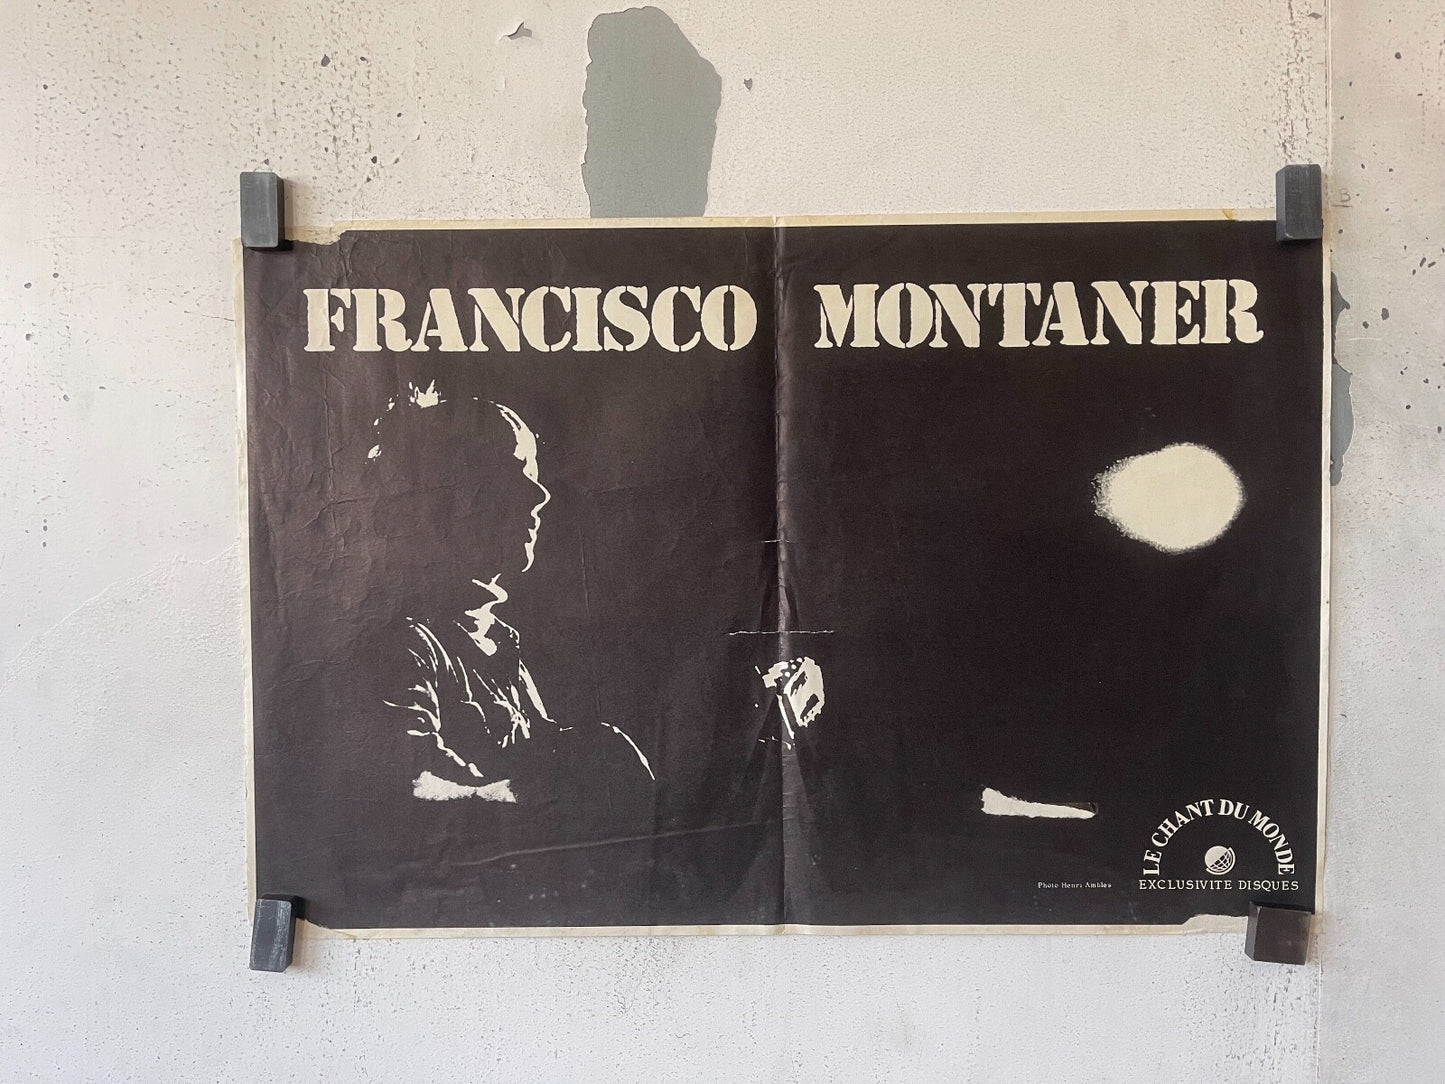 FRANCISCO MONTANER
LE CHANT DU MONDE
Photo Henri Ambles
EXCLUSIVITE DISQUES